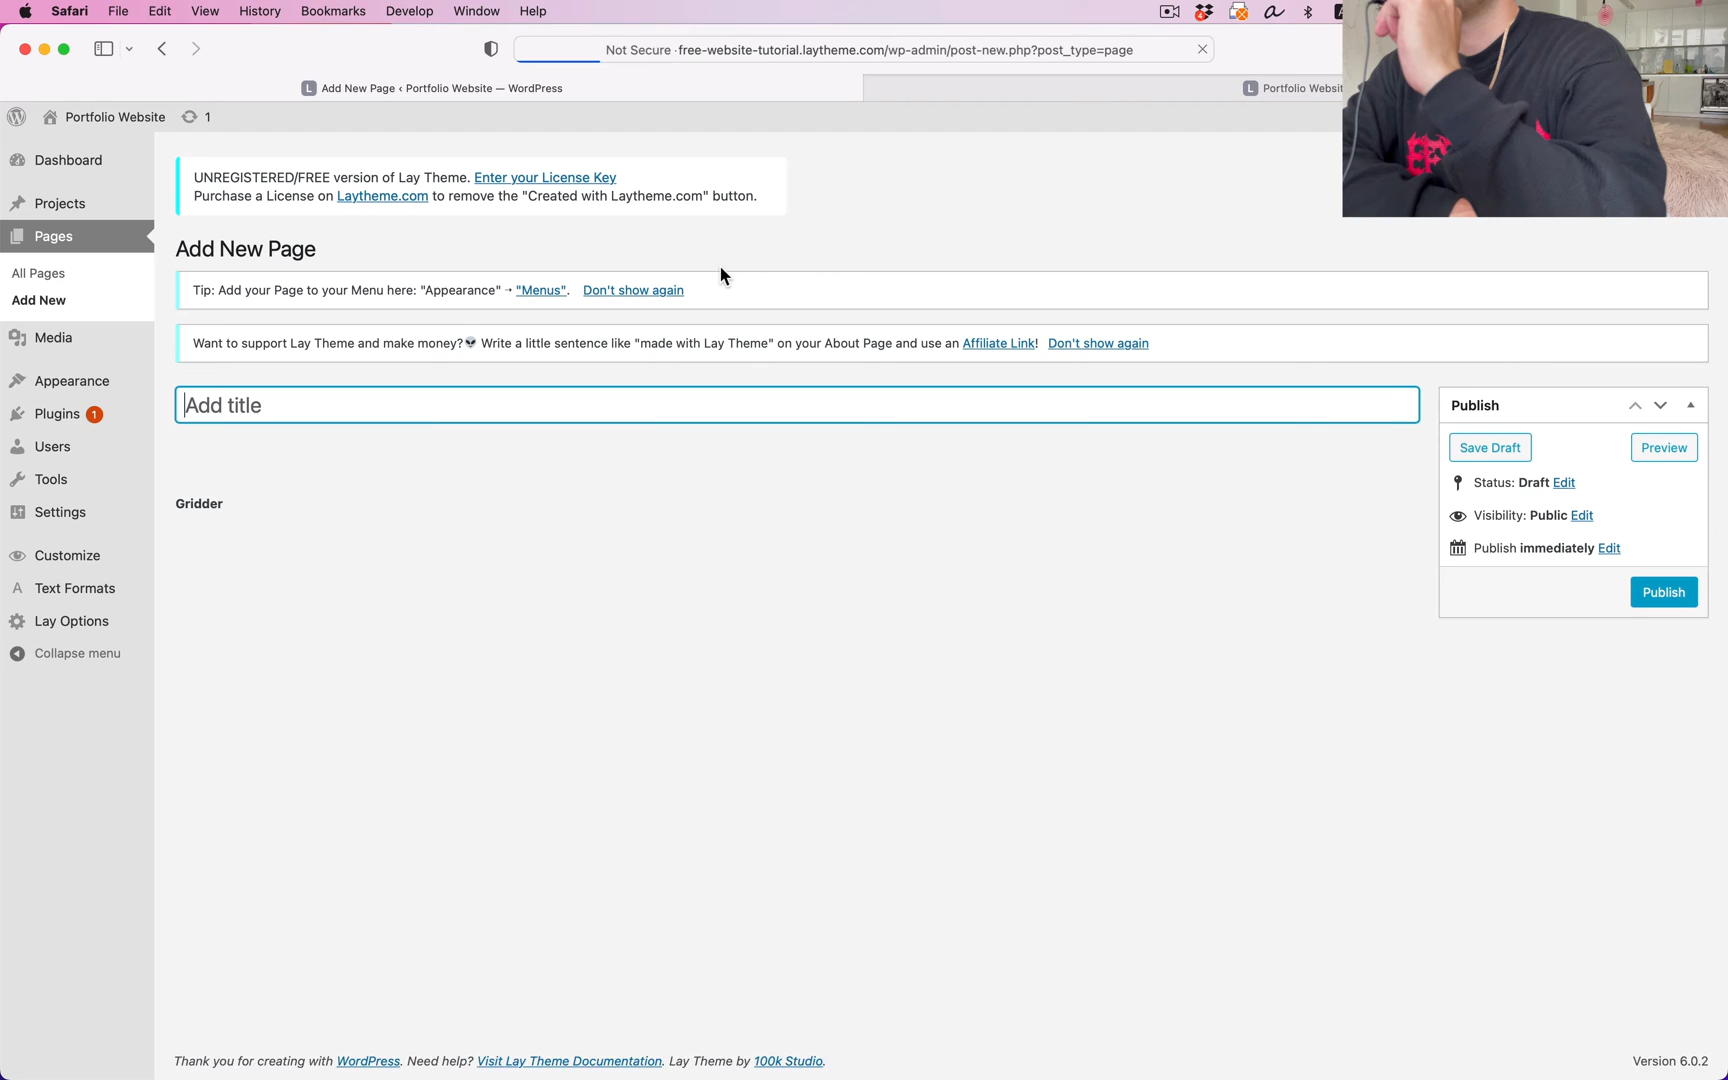 Safari File Edit View History Bookmarks Develop Window Help
4
Not Secure free-website-tutorial.laytheme.com/wp-admin/post-new.php?post_type=page
L Add New Page ‹ Portfolio Website — WordPress
L
Portfolio Website 1
Dashboard
Projects
Pages
All Pages
Add New
Media
Appearance
Plugins 1
Users
Tools
Settings
Customize
A Text Formats
Lay Options
Collapse menu
UNREGISTERED/FREE version of Lay Theme. Enter your License Key
Purchase a License on Laytheme.com to remove the "Created with Laytheme.com" button.
Add New Page
Tip: Add your Page to your Menu here: "Appearance" → "Menus". Don't show again
Want to support Lay Theme and make money?👽 Write a little sentence like "made with Lay Theme" on your About Page and use an Affiliate Link! Don't show again
Add title
Gridder
Publish
Save Draft Preview
Status: Draft Edit
Visibility: Public Edit
Publish immediately Edit
Publish
Thank you for creating with WordPress. Need help? Visit Lay Theme Documentation. Lay Theme by 100k Studio.
Version 6.0.2